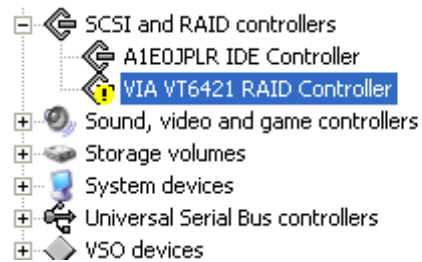 SCSI and RAID controllers
A1E0JPLR IDE Controller
VIA VT6421 RAID Controller
Sound, video and game controllers
Storage volumes
System devices
Universal Serial Bus controllers
VSO devices